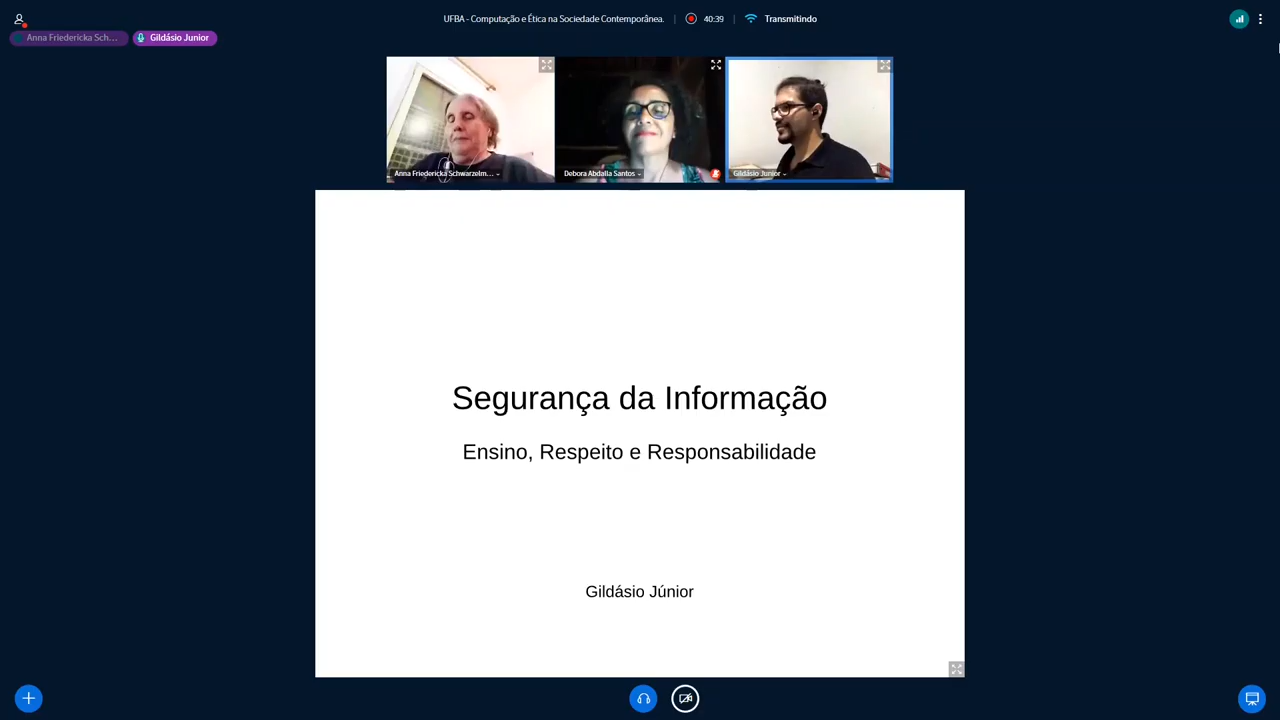 UFBA - Computação e Ética na Sociedade Contemporânea.
40:39
Transmitindo
Anna Friedericka Sch...
Gildásio Junior
Anna Friedericka Schwarzelm...
Debora Abdalla Santos
Gildásio Junior
Segurança da Informação
Ensino, Respeito e Responsabilidade
Gildásio Júnior